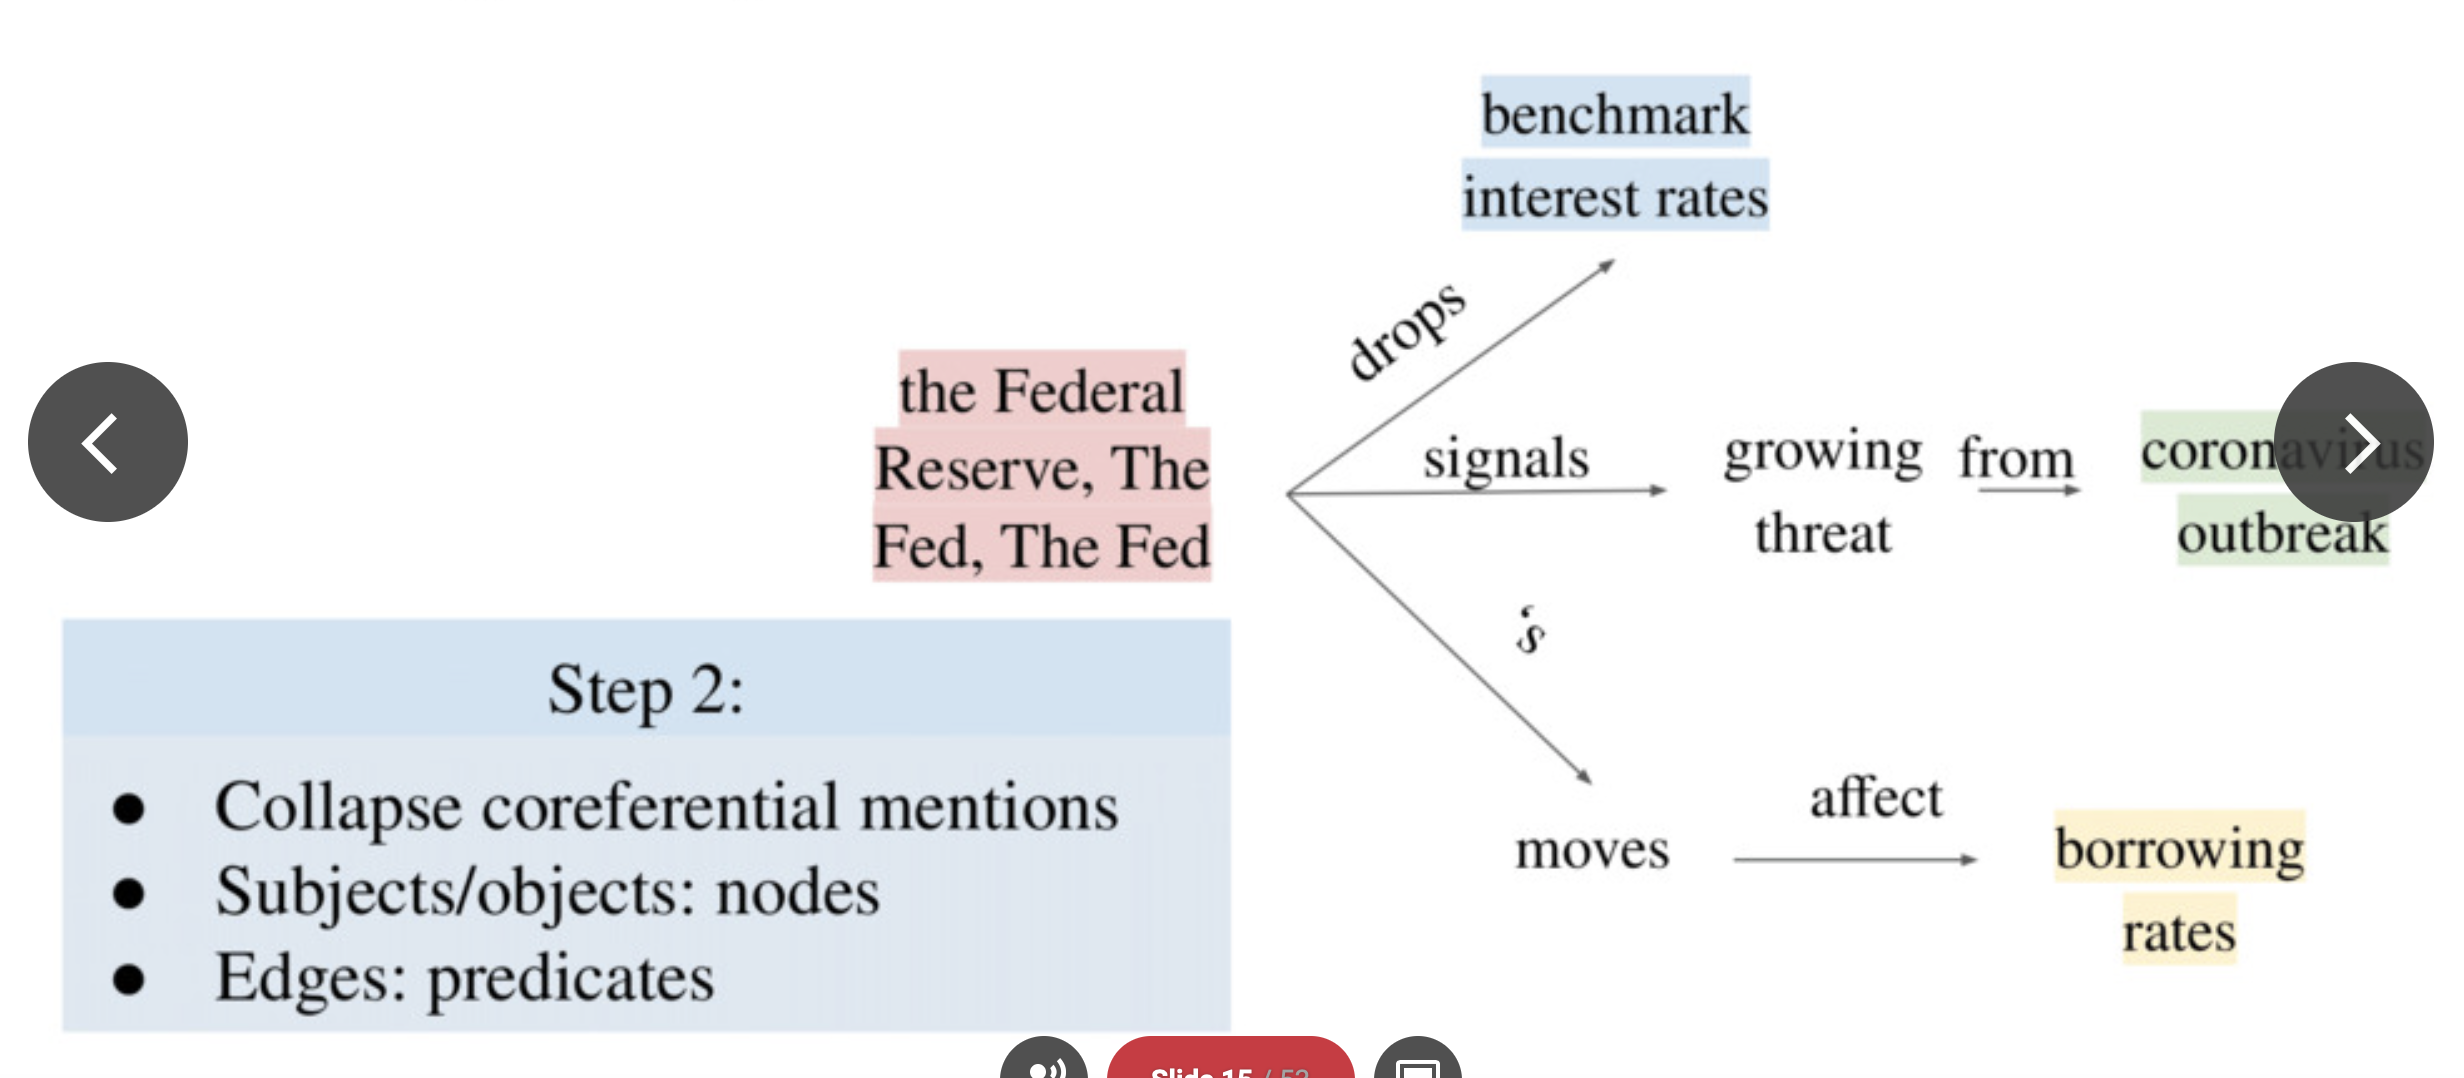 benchmark
interest rates
drops
the Federal
Reserve, The
Fed, The Fed
signals
growing
threat
from
coronavirus
outbreak
‘s
moves
affect
borrowing
rates
Step 2:
● Collapse coreferential mentions
● Subjects/objects: nodes
● Edges: predicates
Slide 15 / 52